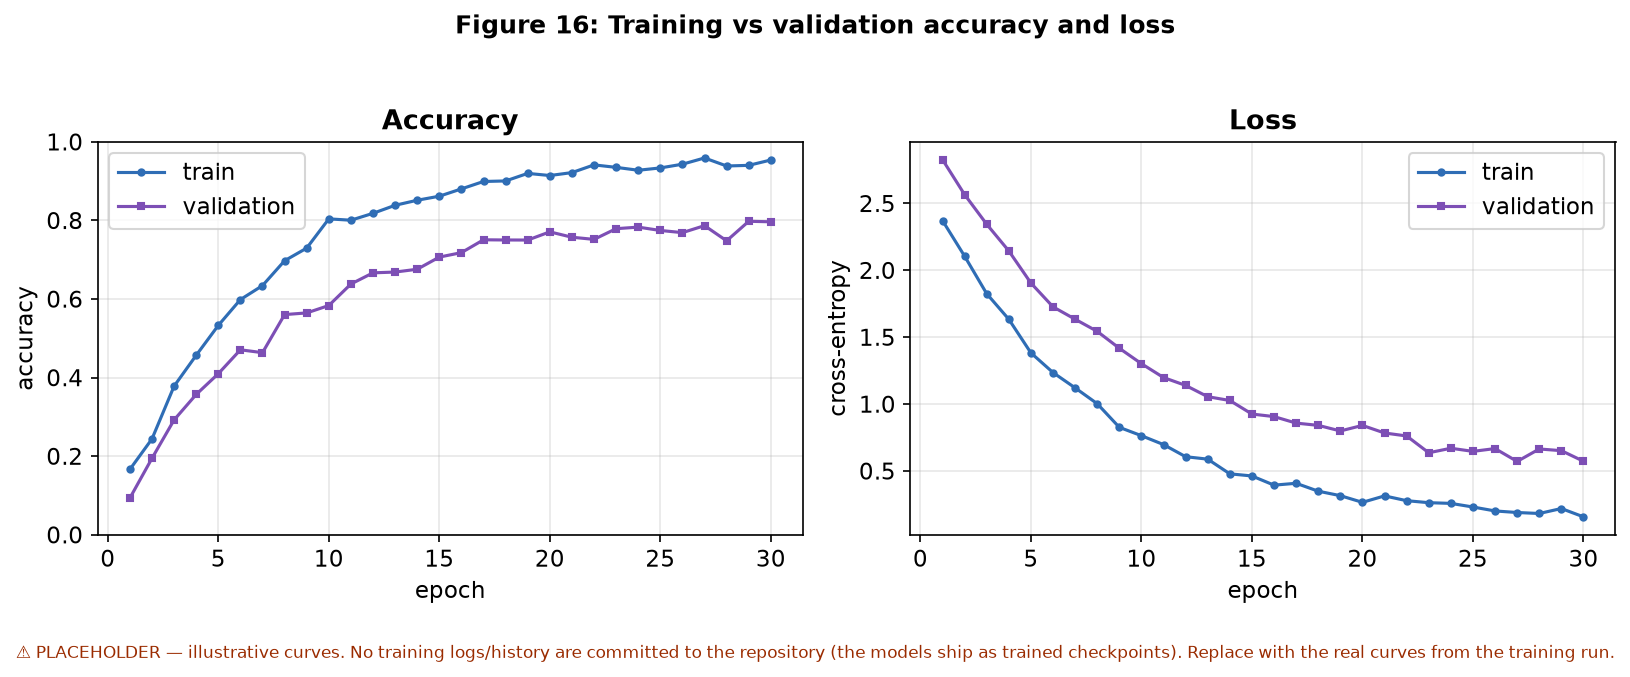 Figure 16: Training vs validation accuracy and loss
Accuracy
1.0
0.8
0.6
0.4
0.2
0.0
accuracy
train
validation
0 5 10 15 20 25 30
epoch
Loss
2.5
2.0
1.5
1.0
0.5
cross-entropy
train
validation
0 5 10 15 20 25 30
epoch
⚠ PLACEHOLDER — illustrative curves. No training logs/history are committed to the repository (the models ship as trained checkpoints). Replace with the real curves from the training run.